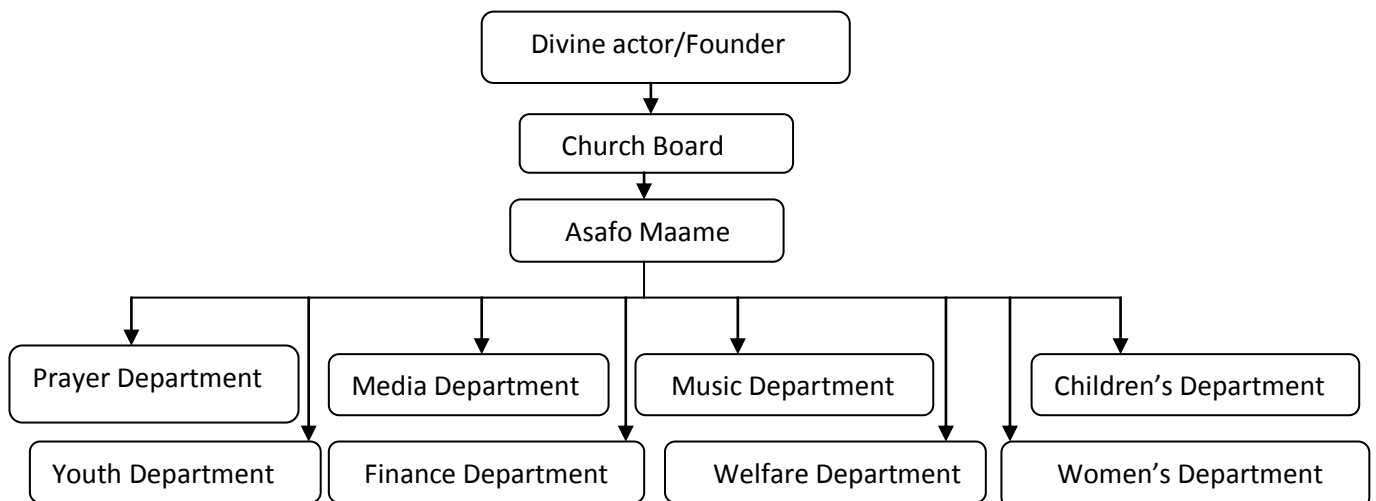 Divine actor/Founder
Church Board
Asafo Maame
Prayer Department
Media Department
Music Department
Children’s Department
Youth Department
Finance Department
Welfare Department
Women’s Department